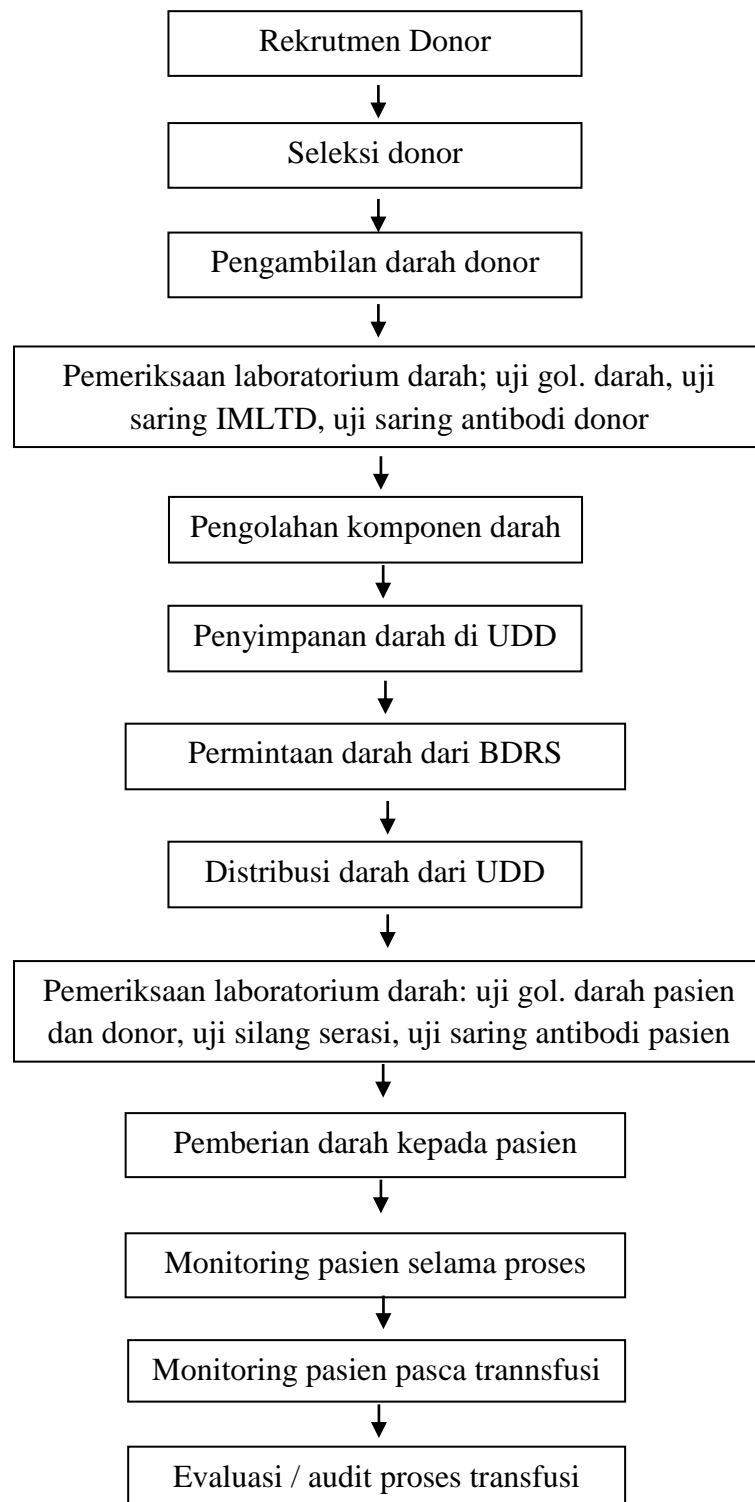 Rekrutmen Donor
Seleksi donor
Pengambilan darah donor
Pemeriksaan laboratorium darah; uji gol. darah, uji
saring IMLTD, uji saring antibodi donor
Pengolahan komponen darah
Penyimpanan darah di UDD
Permintaan darah dari BDRS
Distribusi darah dari UDD
Pemeriksaan laboratorium darah: uji gol. darah pasien
dan donor, uji silang serasi, uji saring antibodi pasien
Pemberian darah kepada pasien
Monitoring pasien selama proses
Monitoring pasien pasca trannsfusi
Evaluasi / audit proses transfusi